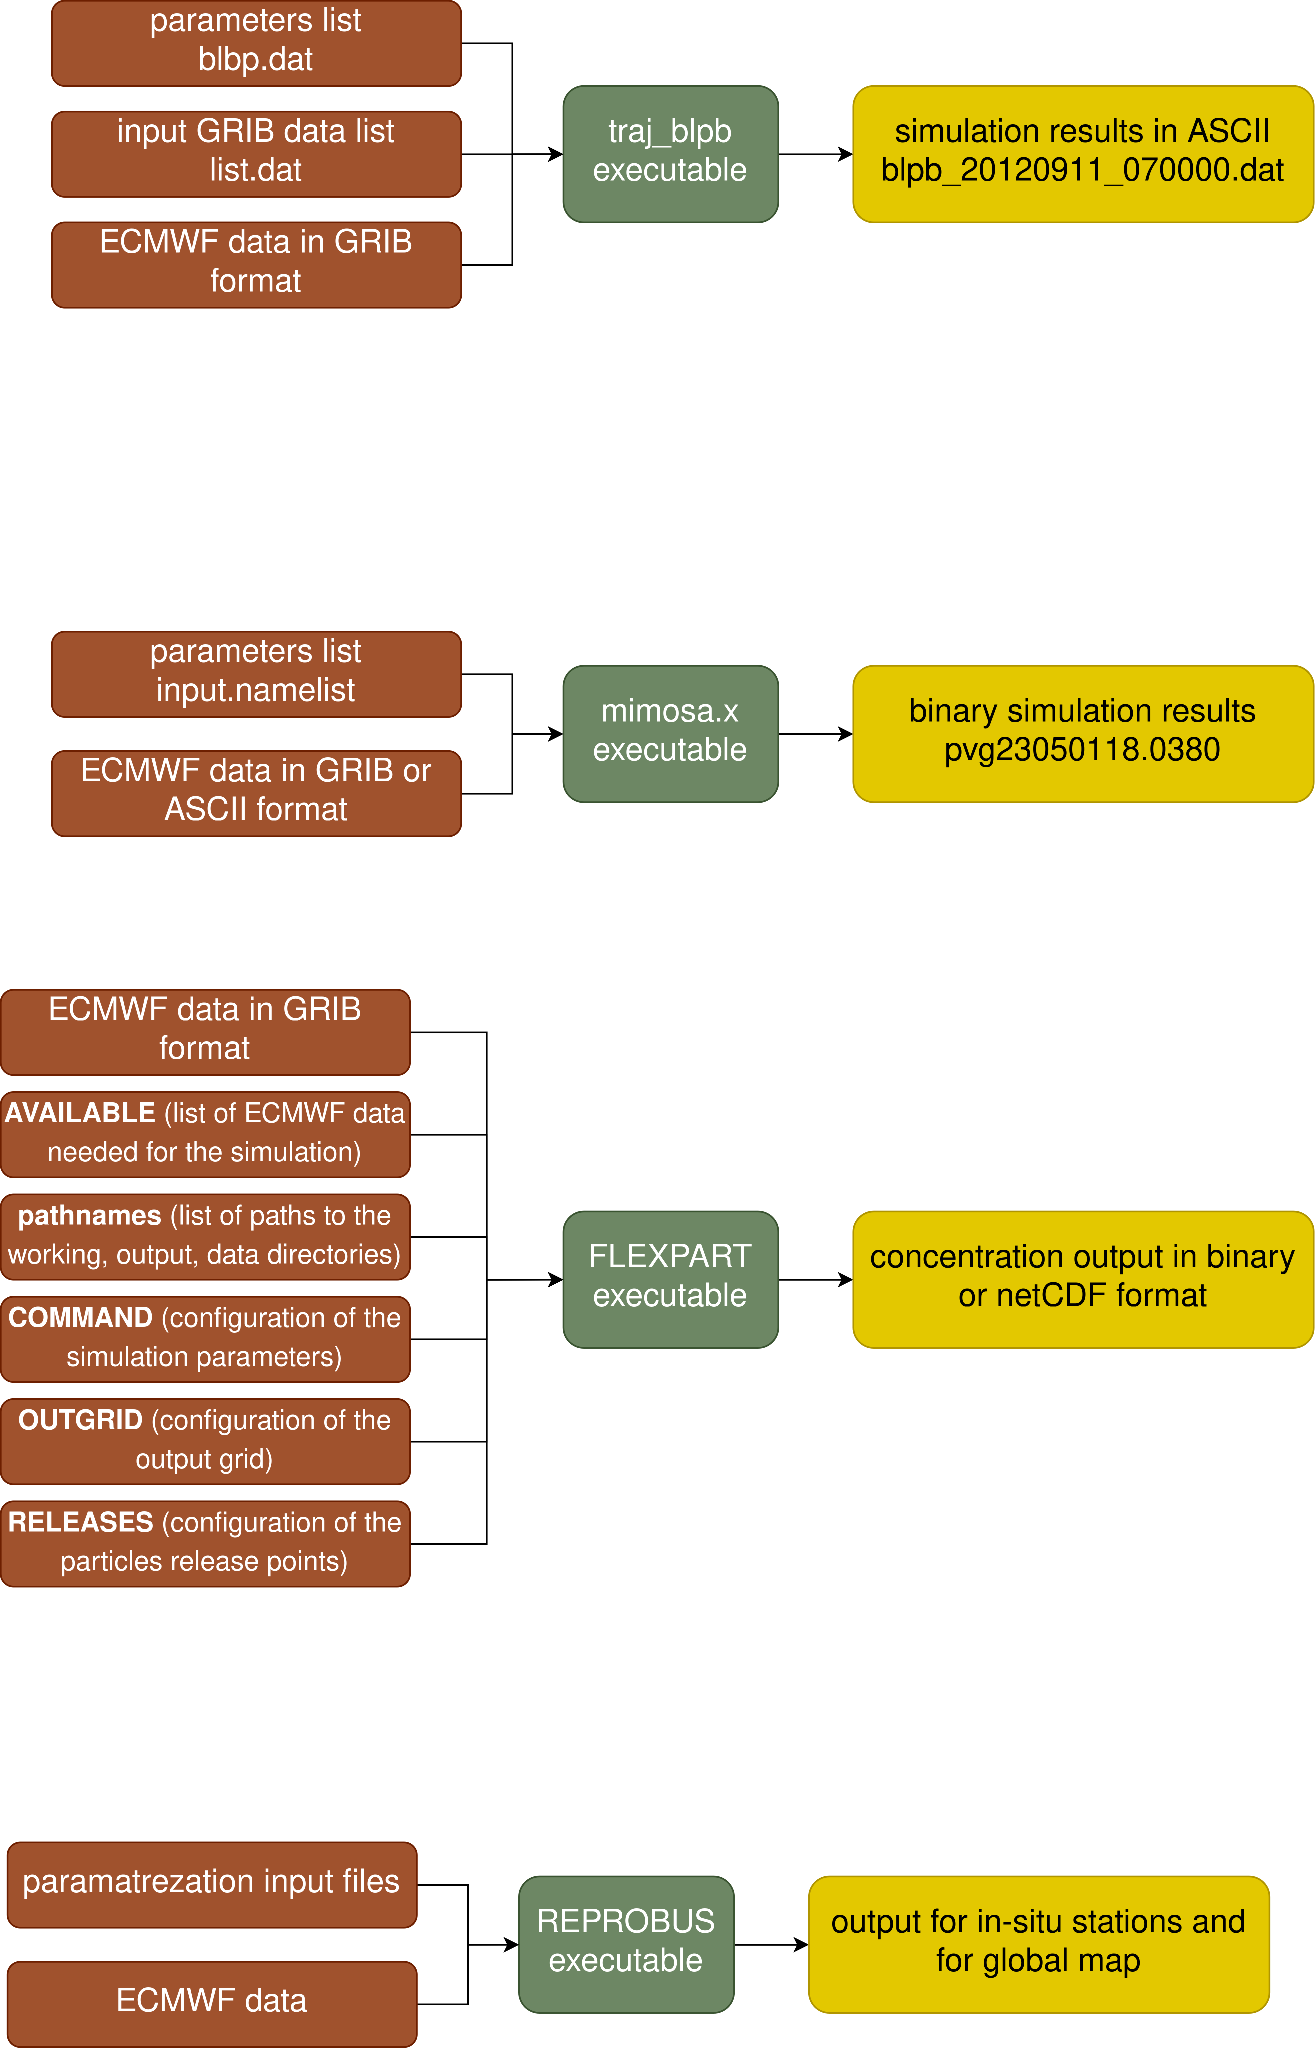 parameters list
blbp.dat
input GRIB data list
list.dat
ECMWF data in GRIB
format
traj_blpb
executable
simulation results in ASCII
blpb_20120911_070000.dat
parameters list
input.namelist
ECMWF data in GRIB or
ASCII format
mimosa.x
executable
binary simulation results
pvg23050118.0380
ECMWF data in GRIB
format
AVAILABLE (list of ECMWF data
needed for the simulation)
pathnames (list of paths to the
working, output, data directories)
COMMAND (configuration of the
simulation parameters)
OUTGRID (configuration of the
output grid)
RELEASES (configuration of the
particles release points)
FLEXPART
executable
concentration output in binary
or netCDF format
paramatrezation input files
ECMWF data
REPROBUS
executable
output for in-situ stations and
for global map